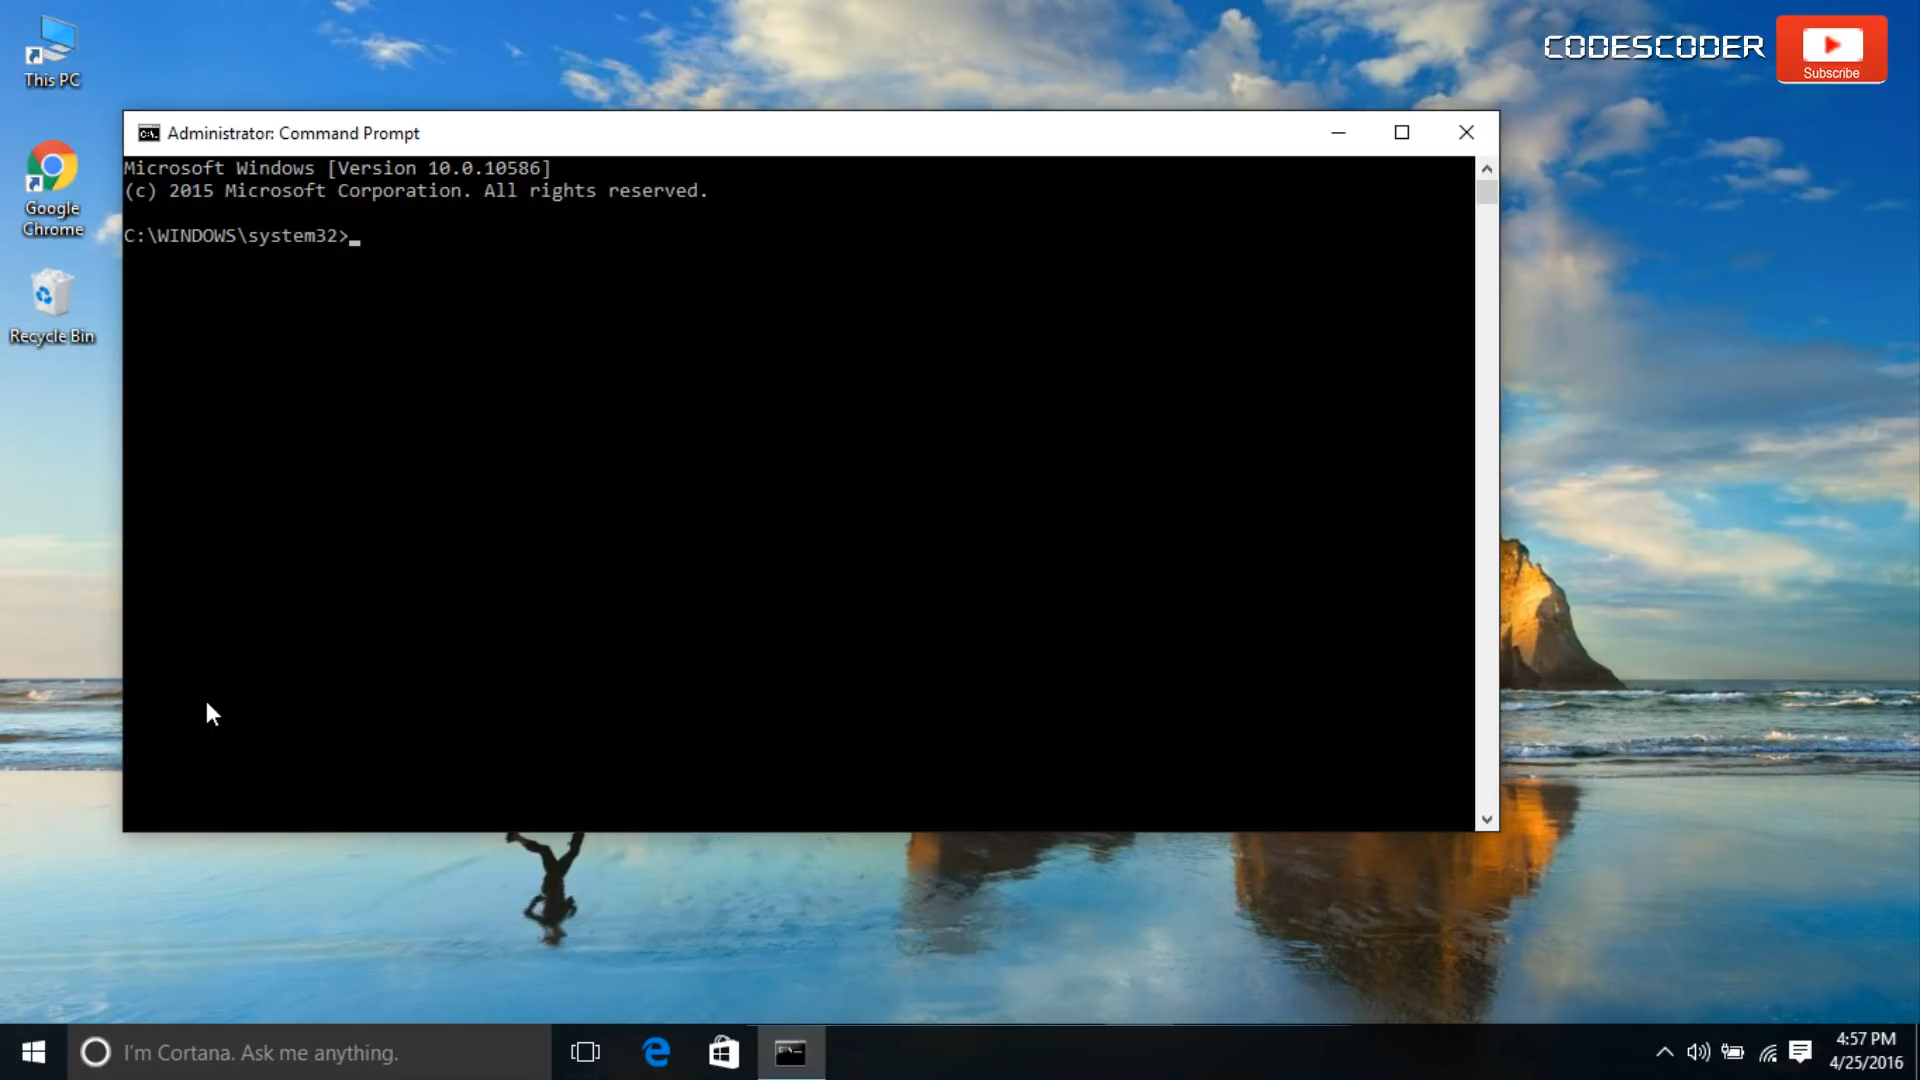 This PC
CODESCODER
Subscribe
Administrator: Command Prompt
Microsoft Windows [Version 10.0.10586]
(c) 2015 Microsoft Corporation. All rights reserved.
C:\WINDOWS\system32>
Google
Chrome
Recycle Bin
I'm Cortana. Ask me anything.
4:57 PM
4/25/2016